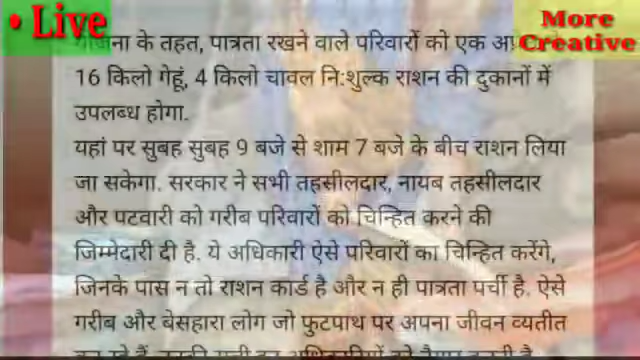 • Live
More
Creative
के तहत, पात्रता रखने वाले परिवारों को एक
16 किलो गेहूं, 4 किलो चावल नि:शुल्क राशन की दुकानों में
उपलब्ध होगा.
यहां पर सुबह सुबह 9 बजे से शाम 7 बजे के बीच राशन लिया
जा सकेगा. सरकार ने सभी तहसीलदार, नायब तहसीलदार
और पटवारी को गरीब परिवारों को चिन्हित करने की
जिम्मेदारी दी है. ये अधिकारी ऐसे परिवारों का चिन्हित करेंगे,
जिनके पास न तो राशन कार्ड है और न ही पात्रता पर्ची है. ऐसे
गरीब और बेसहारा लोग जो फुटपाथ पर अपना जीवन व्यतीत